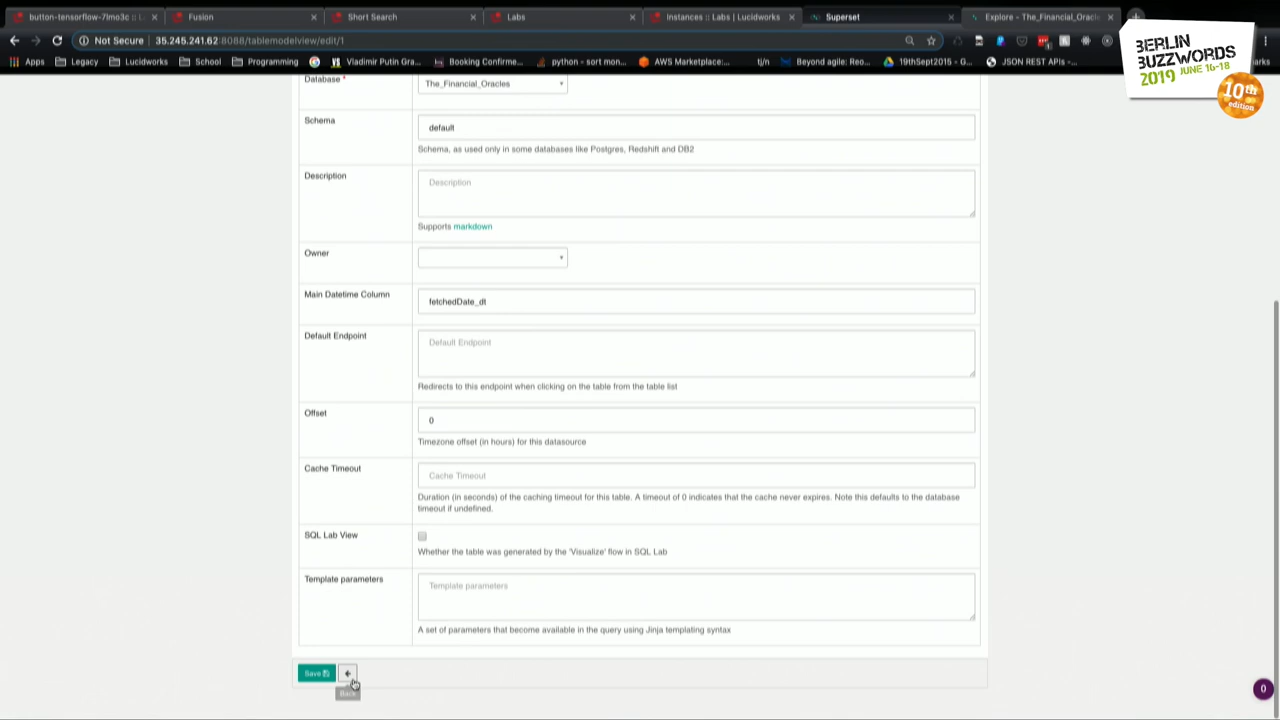 button-tensorflow-7lmo3c :: L
Fusion
Short Search
Labs
Instances :: Labs | Lucidworks
Superset
Explore - The_Financial_Oracle
Not Secure | 35.245.241.62:8088/tablemodelview/edit/1
Apps
Legacy
Lucidworks
School
Programming
Vladimir Putin Gra...
Booking Confirme...
python - sort mon...
AWS Marketplace:...
t/j/n
Beyond agile: Reo...
19thSept2015 - G...
JSON REST APIs -...
BERLIN
BUZZWORDS
2019 JUNE 16-18
10th
edition
Database *
The_Financial_Oracles
Schema
default
Schema, as used only in some databases like Postgres, Redshift and DB2
Description
Description
Supports markdown
Owner
Main Datetime Column
fetchedDate_dt
Default Endpoint
Default Endpoint
Redirects to this endpoint when clicking on the table from the table list
Offset
0
Timezone offset (in hours) for this datasource
Cache Timeout
Cache Timeout
Duration (in seconds) of the caching timeout for this table. A timeout of 0 indicates that the cache never expires. Note this defaults to the database
timeout if undefined.
SQL Lab View
Whether the table was generated by the 'Visualize' flow in SQL Lab
Template parameters
Template parameters
A set of parameters that become available in the query using Jinja templating syntax
Save
Back
0